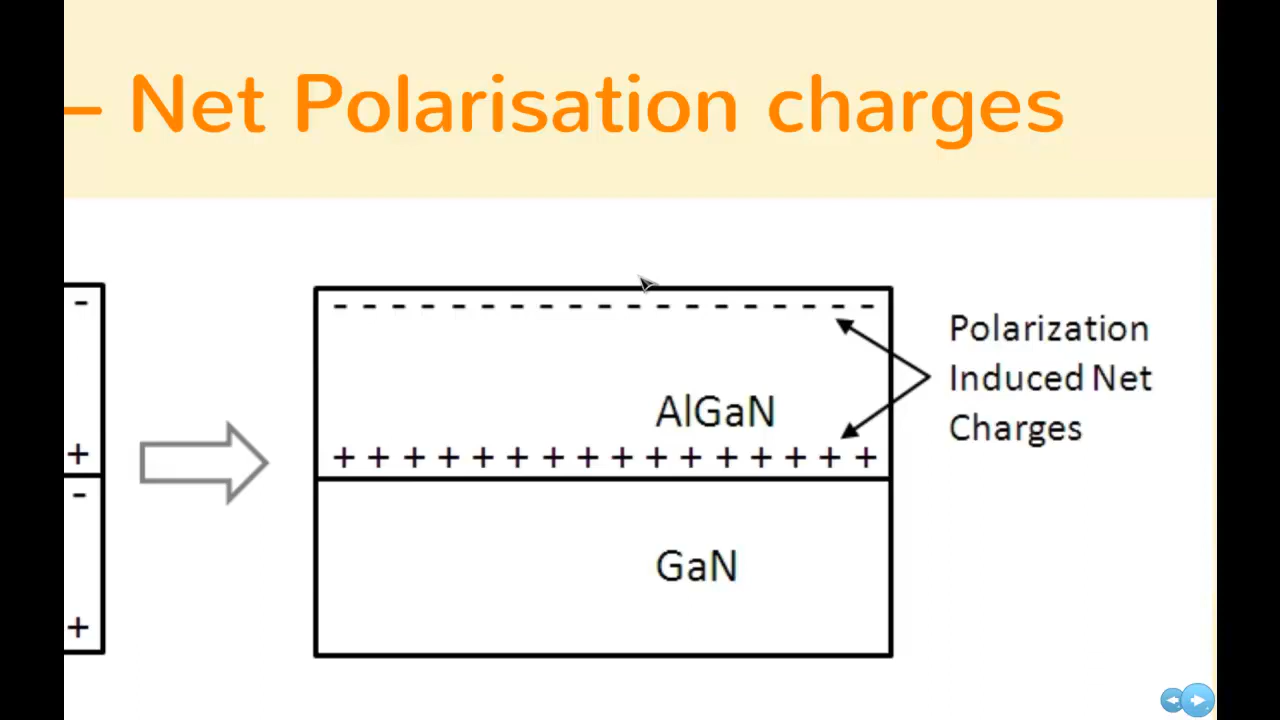 – Net Polarisation charges
-
+
-
+
- - - - - - - - - - - - - - - - - - -
AlGaN
+ + + + + + + + + + + + + + + +
GaN
Polarization
Induced Net
Charges